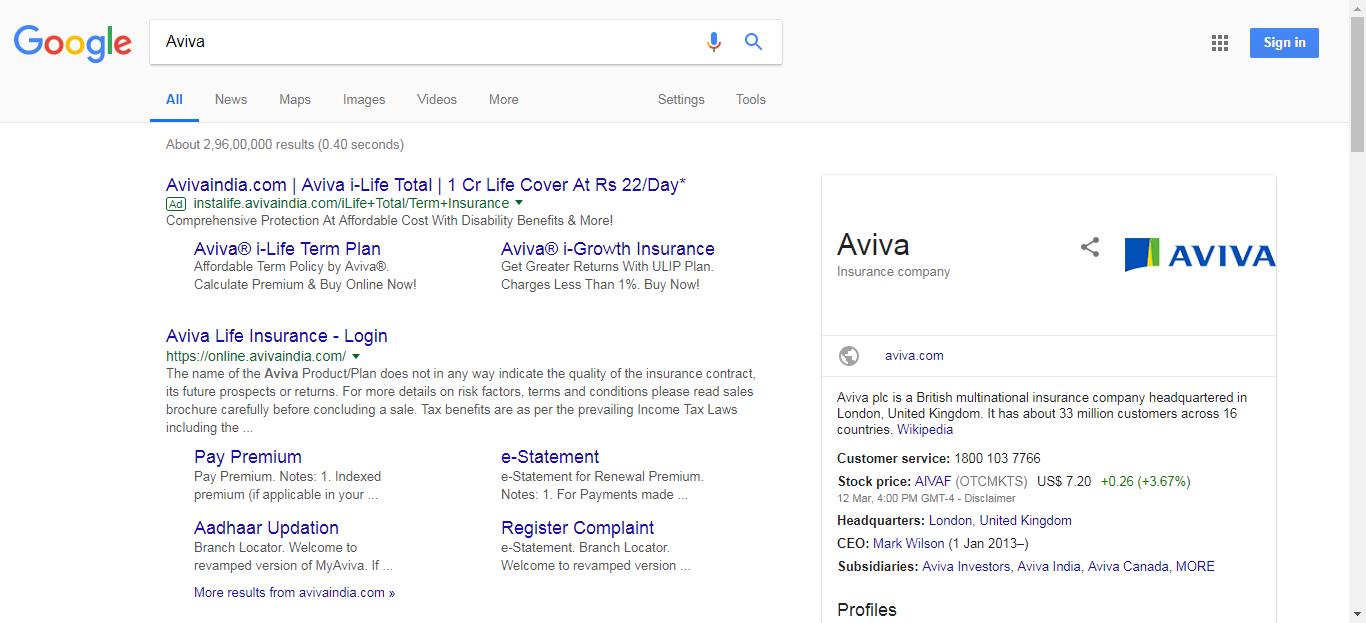 Google
Aviva
Sign in
All News Maps Images Videos More Settings Tools
About 2,96,00,000 results (0.40 seconds)
Avivaindia.com | Aviva i-Life Total | 1 Cr Life Cover At Rs 22/Day*
Ad instalife.avivaindia.com/iLife+Total/Term+Insurance
Comprehensive Protection At Affordable Cost With Disability Benefits & More!
Aviva® i-Life Term Plan
Affordable Term Policy by Aviva®.
Calculate Premium & Buy Online Now!
Aviva® i-Growth Insurance
Get Greater Returns With ULIP Plan.
Charges Less Than 1%. Buy Now!
Aviva Life Insurance - Login
https://online.avivaindia.com/
The name of the Aviva Product/Plan does not in any way indicate the quality of the insurance contract,
its future prospects or returns. For more details on risk factors, terms and conditions please read sales
brochure carefully before concluding a sale. Tax benefits are as per the prevailing Income Tax Laws
including the ...
Pay Premium
Pay Premium. Notes: 1. Indexed
premium (if applicable in your ...
e-Statement
e-Statement for Renewal Premium.
Notes: 1. For Payments made ...
Aadhaar Updation
Branch Locator. Welcome to
revamped version of MyAviva. If ...
Register Complaint
e-Statement. Branch Locator.
Welcome to revamped version ...
More results from avivaindia.com »
Aviva
Insurance company
AVIVA
aviva.com
Aviva plc is a British multinational insurance company headquartered in
London, United Kingdom. It has about 33 million customers across 16
countries. Wikipedia
Customer service: 1800 103 7766
Stock price: AIVAF (OTCMKTS) US$ 7.20 +0.26 (+3.67%)
12 Mar, 4:00 PM GMT-4 - Disclaimer
Headquarters: London, United Kingdom
CEO: Mark Wilson (1 Jan 2013–)
Subsidiaries: Aviva Investors, Aviva India, Aviva Canada, MORE
Profiles